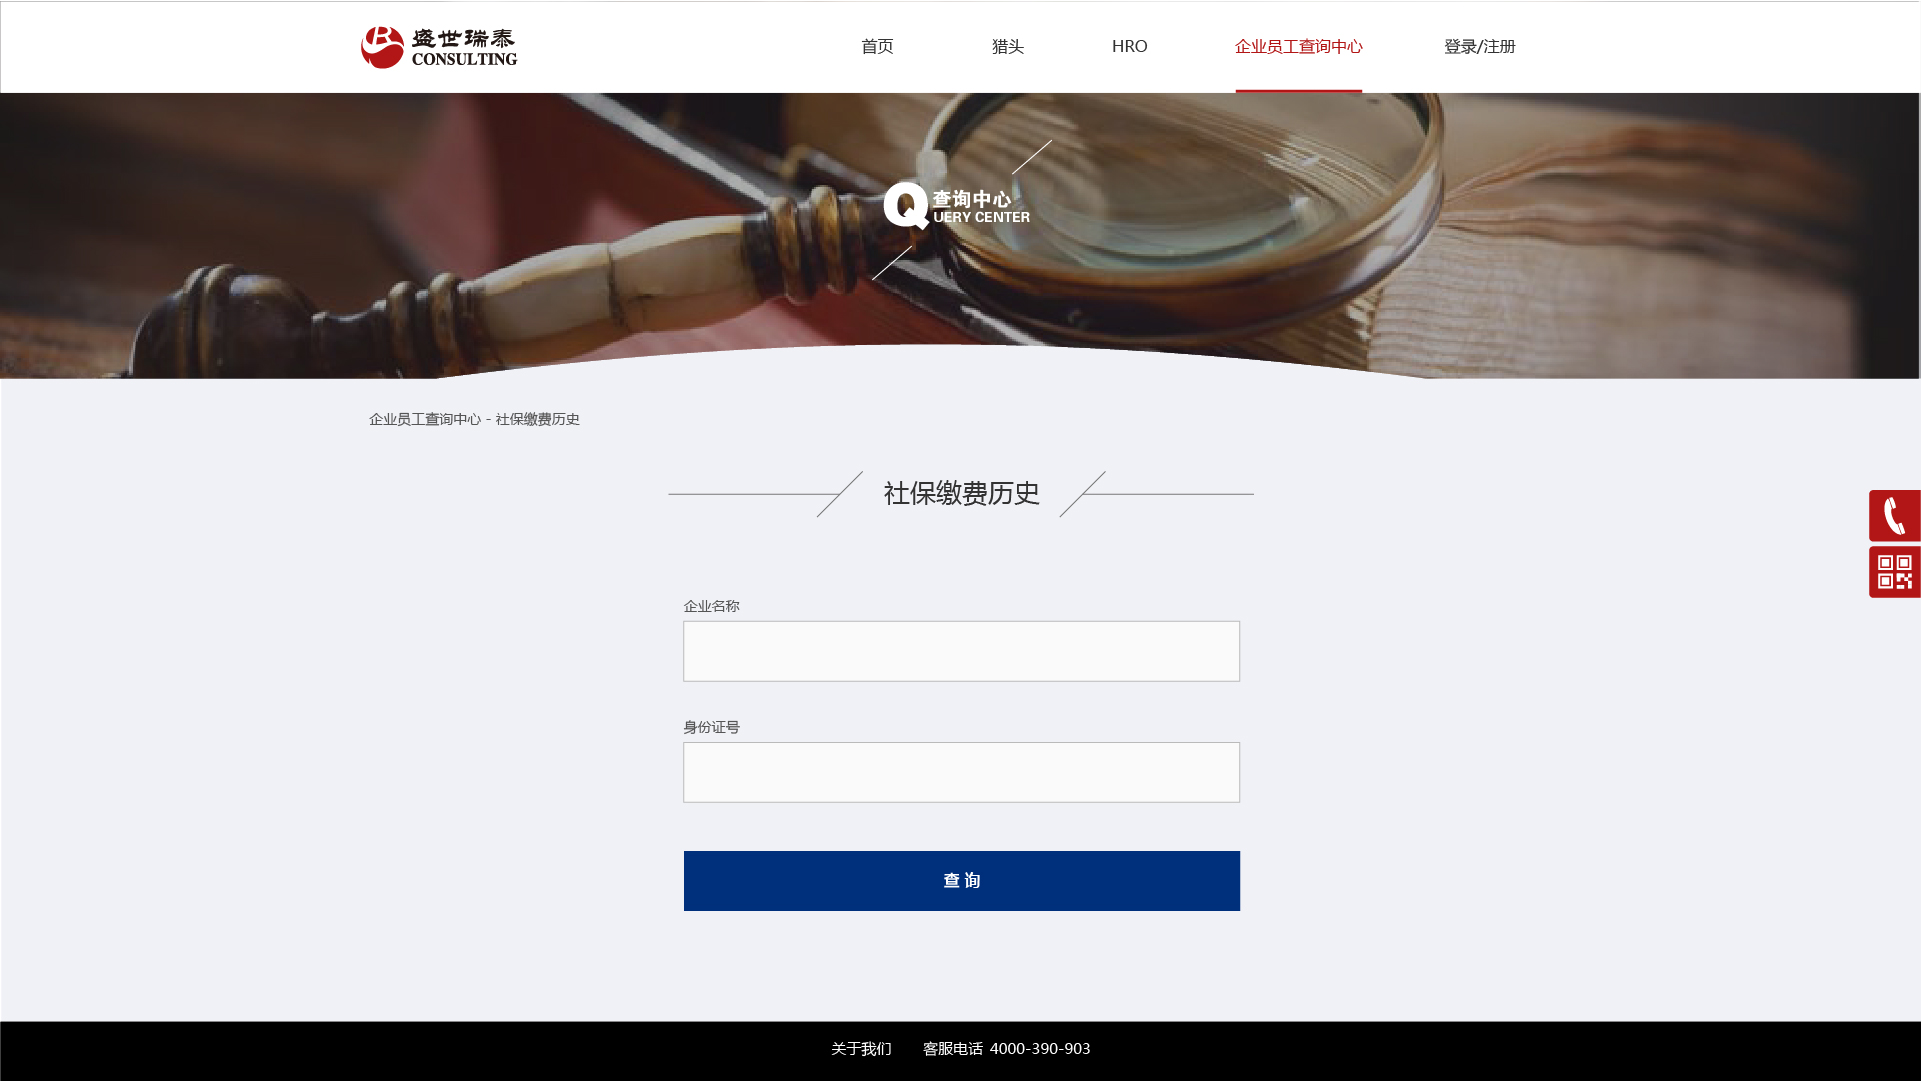 盛世瑞泰
CONSULTING
首页
猎头
HRO
企业员工查询中心
登录/注册
查询中心
QUERY CENTER
企业员工查询中心 - 社保缴费历史
社保缴费历史
企业名称
身份证号
查 询
关于我们
客服电话 4000-390-903